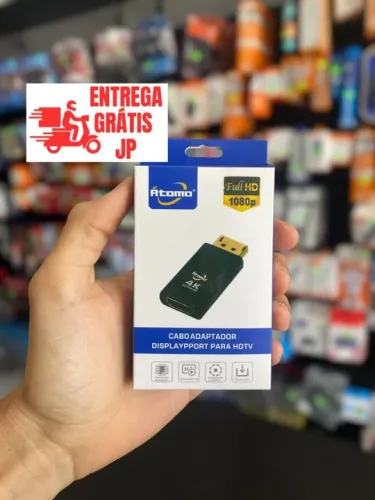 ENTREGA
GRÁTIS
JP
Átomo
Full HD
1080p
4K
CABO ADAPTADOR
DISPLAYPPORT PARA HDTV